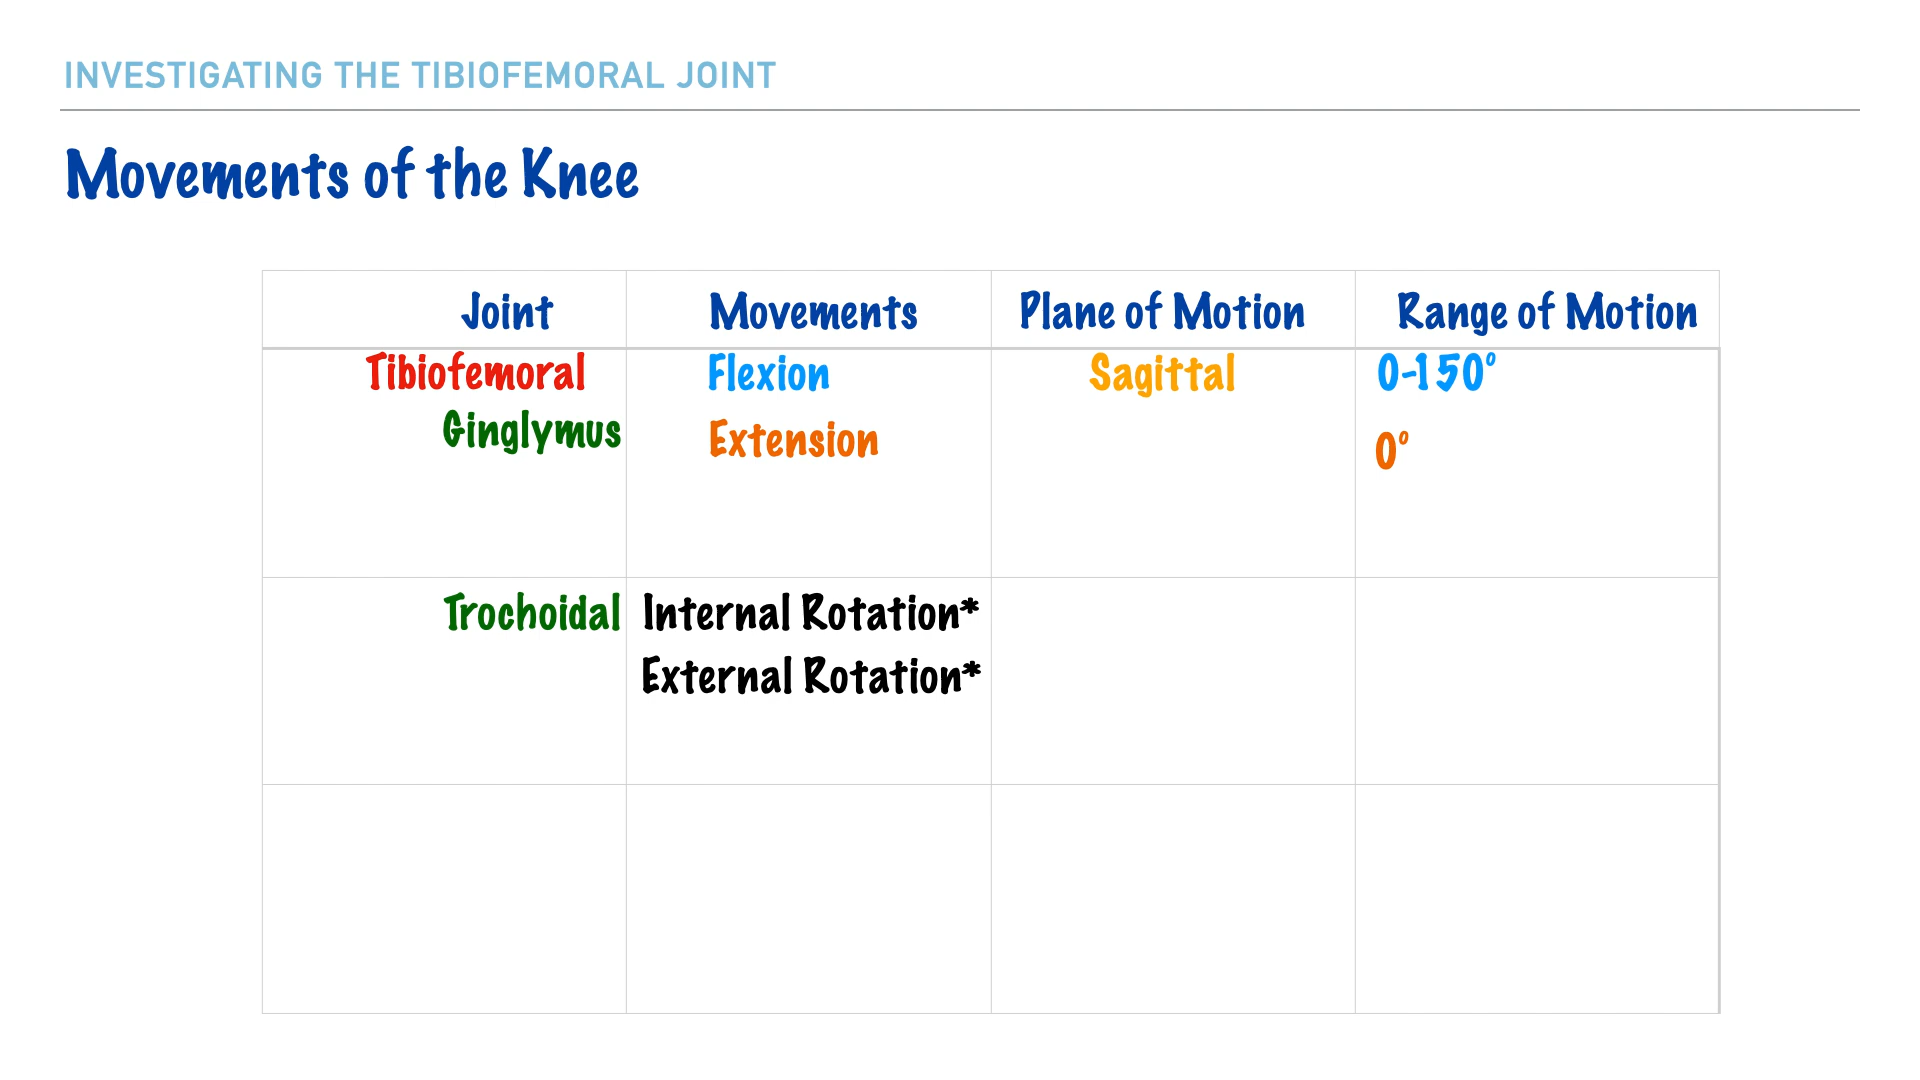 INVESTIGATING THE TIBIOFEMORAL JOINT
Movements of the Knee
Joint Movements Plane of Motion Range of Motion
Tibiofemoral Flexion Sagittal 0-150°
Ginglymus Extension 0°
Trochoidal Internal Rotation*
External Rotation*